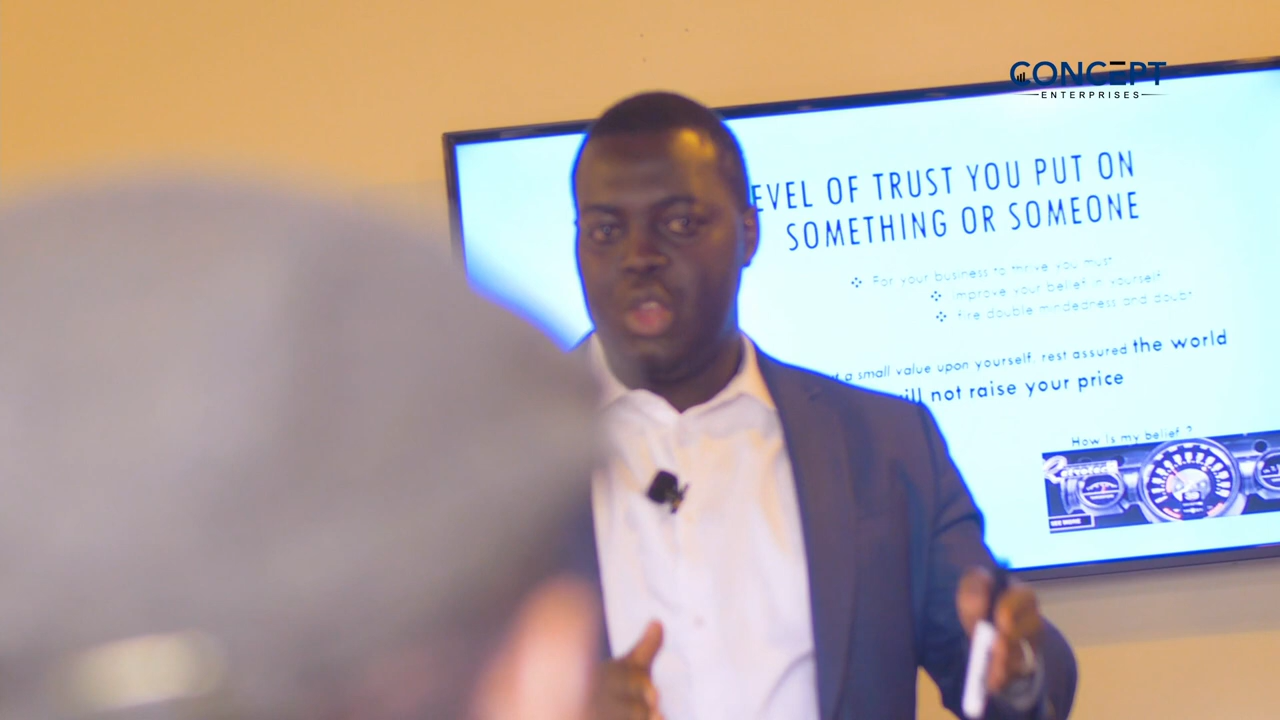 CONCEPT
ENTERPRISES
EVEL OF TRUST YOU PUT ON
SOMETHING OR SOMEONE
For your business to thrive you must
improve your belief in yourself
Fire double mindedness and doubt
a small value upon yourself, rest assured the world
will not raise your price
How is my belief ?